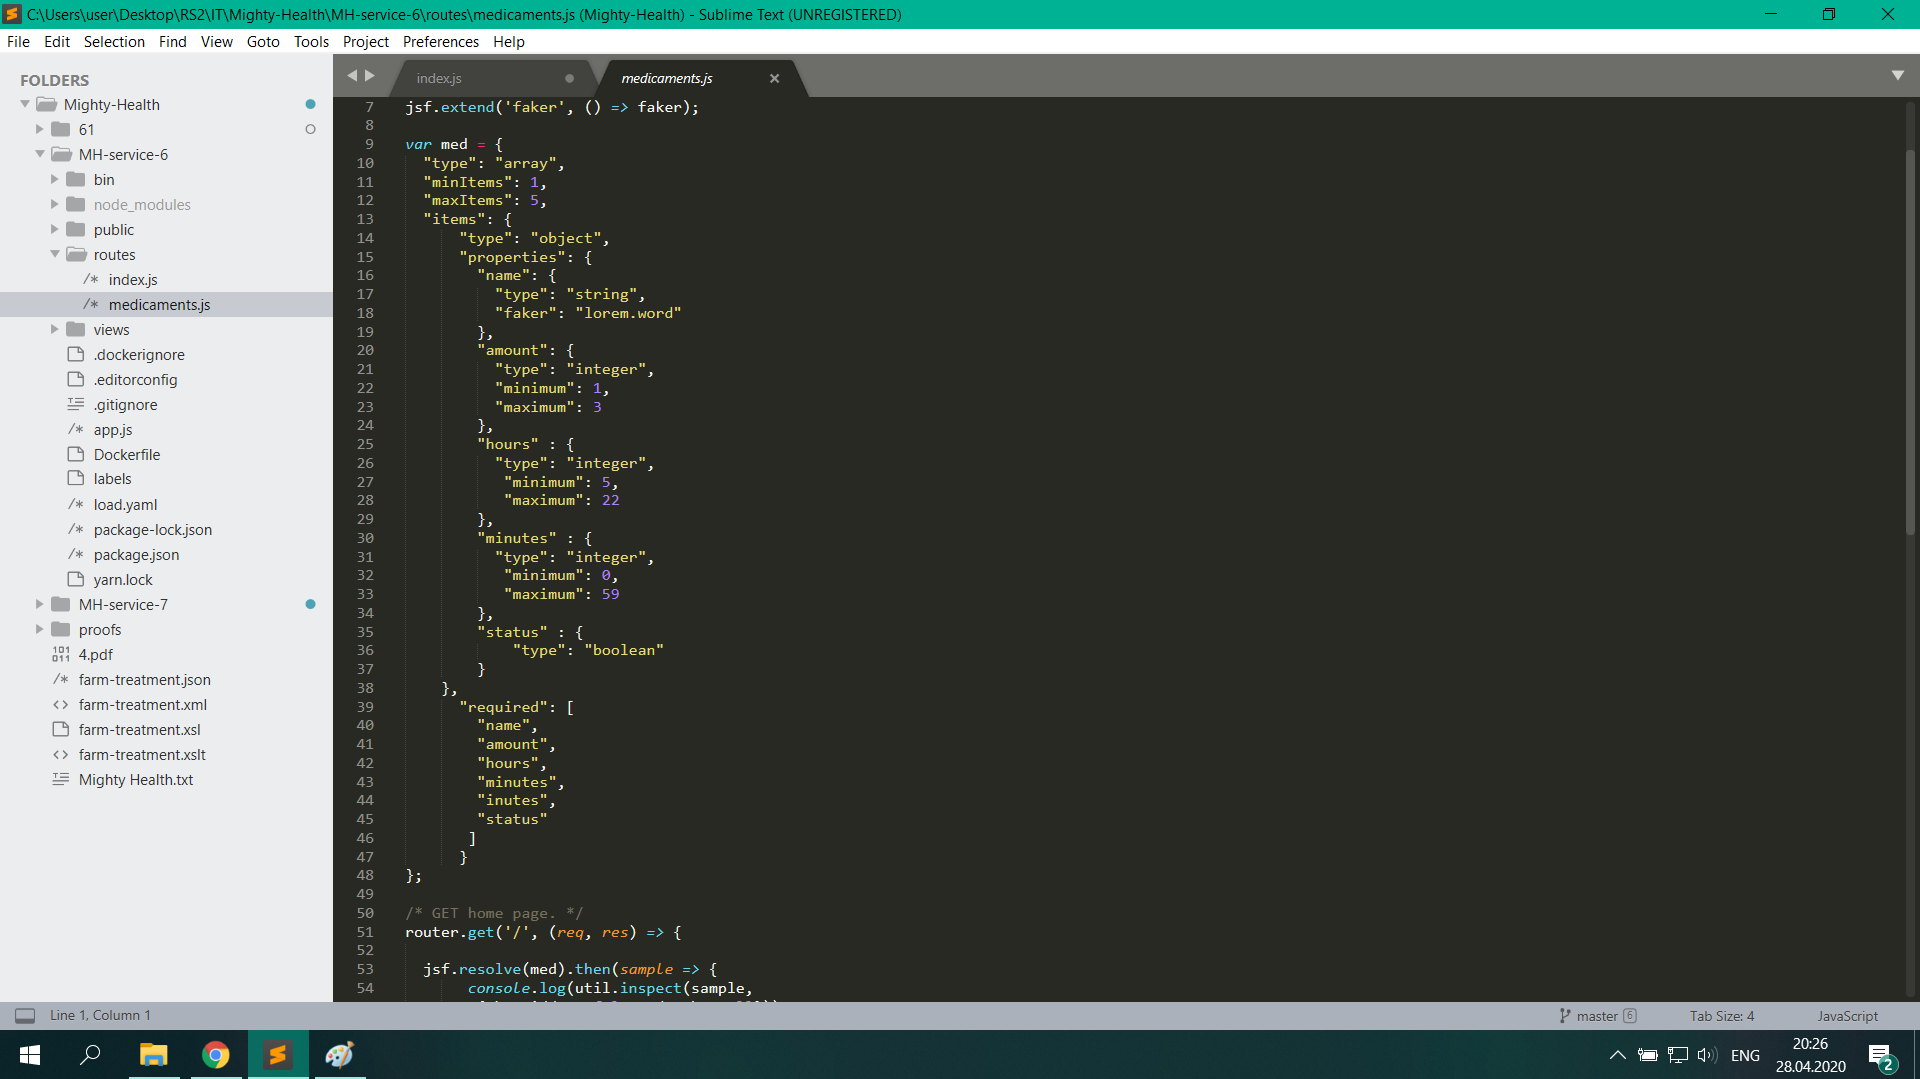 C:\Users\user\Desktop\RS2\IT\Mighty-Health\MH-service-6\routes\medicaments.js (Mighty-Health) - Sublime Text (UNREGISTERED)
File Edit Selection Find View Goto Tools Project Preferences Help
FOLDERS
Mighty-Health
61
MH-service-6
bin
node_modules
public
routes
/* index.js
/* medicaments.js
views
.dockerignore
.editorconfig
.gitignore
/* app.js
Dockerfile
labels
/* load.yaml
/* package-lock.json
/* package.json
yarn.lock
MH-service-7
proofs
4.pdf
/* farm-treatment.json
<> farm-treatment.xml
farm-treatment.xsl
<> farm-treatment.xslt
Mighty Health.txt
index.js medicaments.js
7 jsf.extend('faker', () => faker);
8
9 var med = {
10 "type": "array",
11 "minItems": 1,
12 "maxItems": 5,
13 "items": {
14 "type": "object",
15 "properties": {
16 "name": {
17 "type": "string",
18 "faker": "lorem.word"
19 },
20 "amount": {
21 "type": "integer",
22 "minimum": 1,
23 "maximum": 3
24 },
25 "hours" : {
26 "type": "integer",
27 "minimum": 5,
28 "maximum": 22
29 },
30 "minutes" : {
31 "type": "integer",
32 "minimum": 0,
33 "maximum": 59
34 },
35 "status" : {
36 "type": "boolean"
37 }
38 },
39 "required": [
40 "name",
41 "amount",
42 "hours",
43 "minutes",
44 "inutes",
45 "status"
46 ]
47 }
48 };
49
50 /* GET home page. */
51 router.get('/', (req, res) => {
52
53 jsf.resolve(med).then(sample => {
54 console.log(util.inspect(sample,
Line 1, Column 1 master 6 Tab Size: 4 JavaScript
ENG 20:26
28.04.2020 2